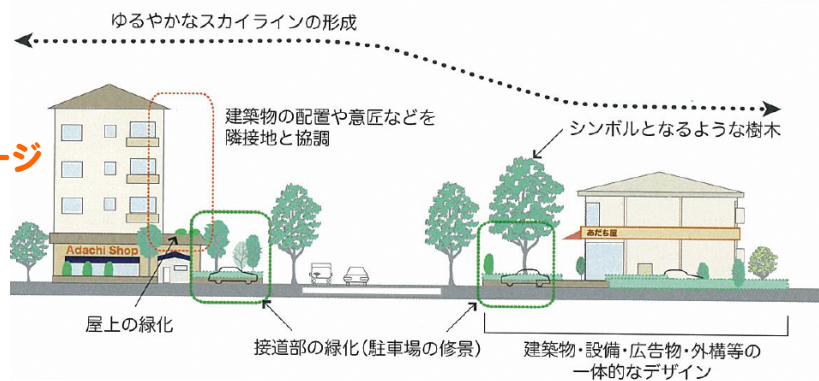 ゆるやかなスカイラインの形成
建築物の配置や意匠などを
隣接地と協調
シンボルとなるような樹木
ージ
Adachi Shop
あだち屋
屋上の緑化
接道部の緑化(駐車場の修景)
建築物・設備・広告物・外構等の
一体的なデザイン